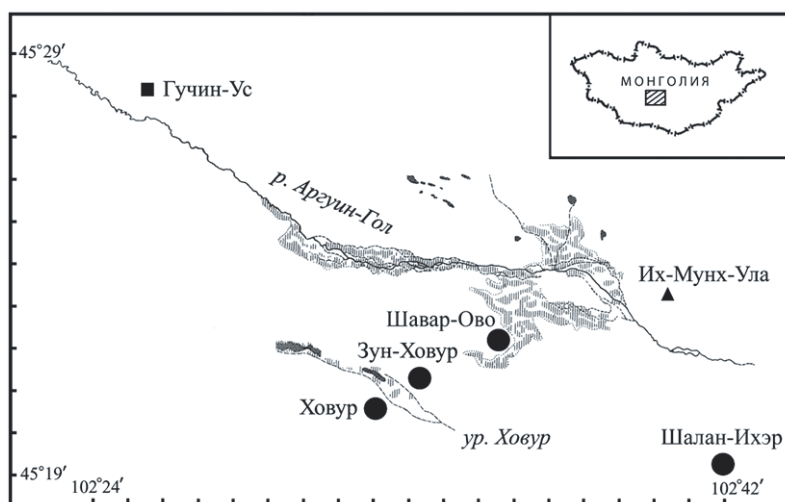 45°29′
Гучин-Ус
МОНГОЛИЯ
р. Аргуин-Гол
Их-Мунх-Ула
Шавар-Ово
Зун-Ховур
Ховур
ур. Ховур
Шалан-Ихэр
45°19′
102°24′
102°42′